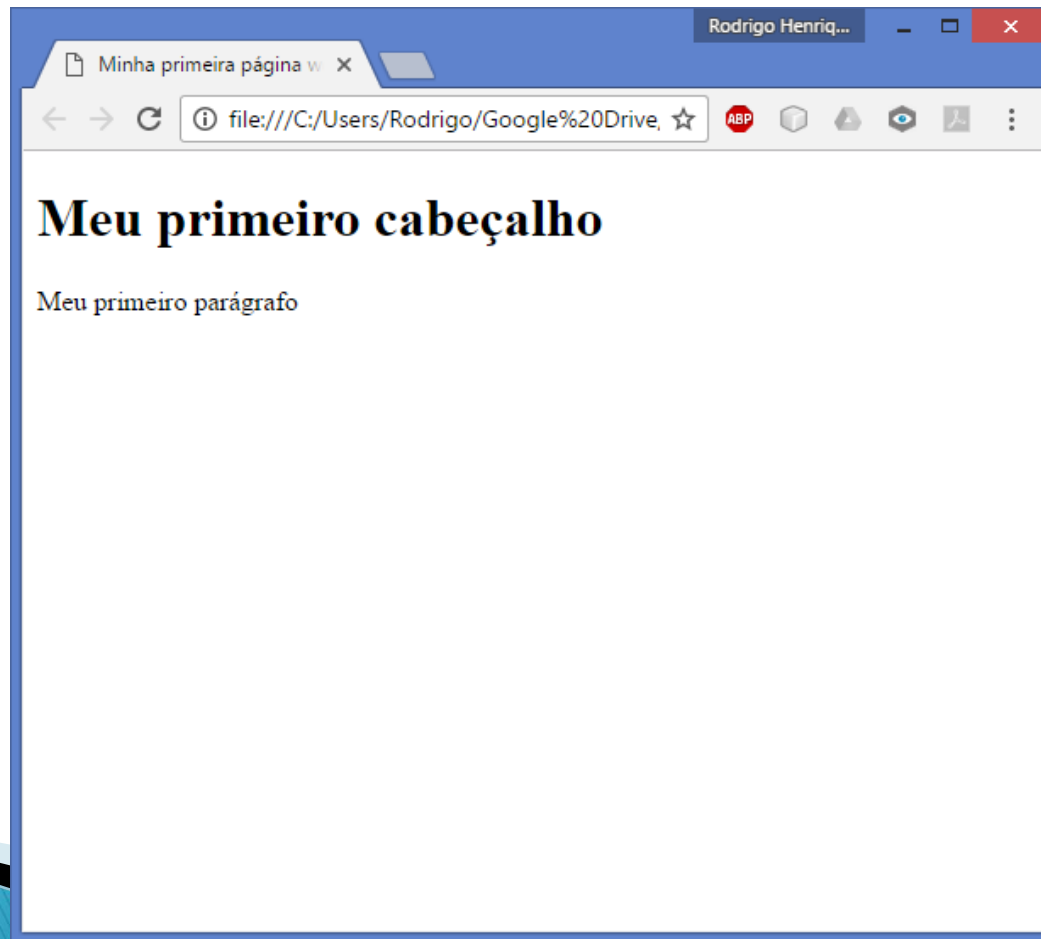 Rodrigo Henriq...
Minha primeira página w
file:///C:/Users/Rodrigo/Google%20Drive,
ABP
Meu primeiro cabeçalho
Meu primeiro parágrafo